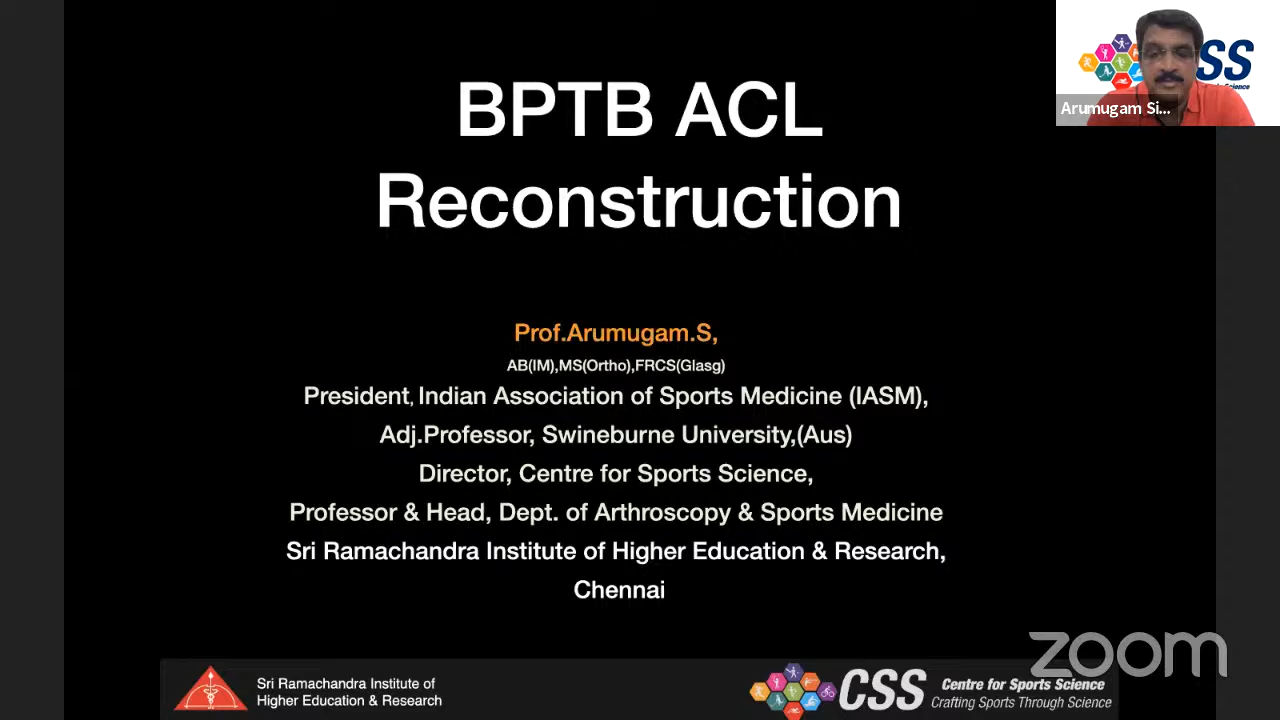 BPTB ACL
Reconstruction
SS
Arumugam Si...
Prof.Arumugam.S,
AB(IM),MS(Ortho),FRCS(Glasg)
President, Indian Association of Sports Medicine (IASM),
Adj.Professor, Swineburne University,(Aus)
Director, Centre for Sports Science,
Professor & Head, Dept. of Arthroscopy & Sports Medicine
Sri Ramachandra Institute of Higher Education & Research,
Chennai
zoom
Sri Ramachandra Institute of
Higher Education & Research
CSS
Centre for Sports Science
Crafting Sports Through Science